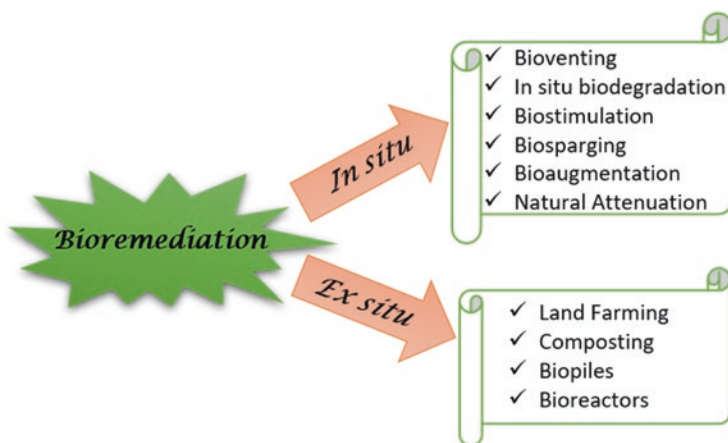 Bioremediation
In situ
✓ Bioventing
✓ In situ biodegradation
✓ Biostimulation
✓ Biosparging
✓ Bioaugmentation
✓ Natural Attenuation
Ex situ
✓ Land Farming
✓ Composting
✓ Biopiles
✓ Bioreactors